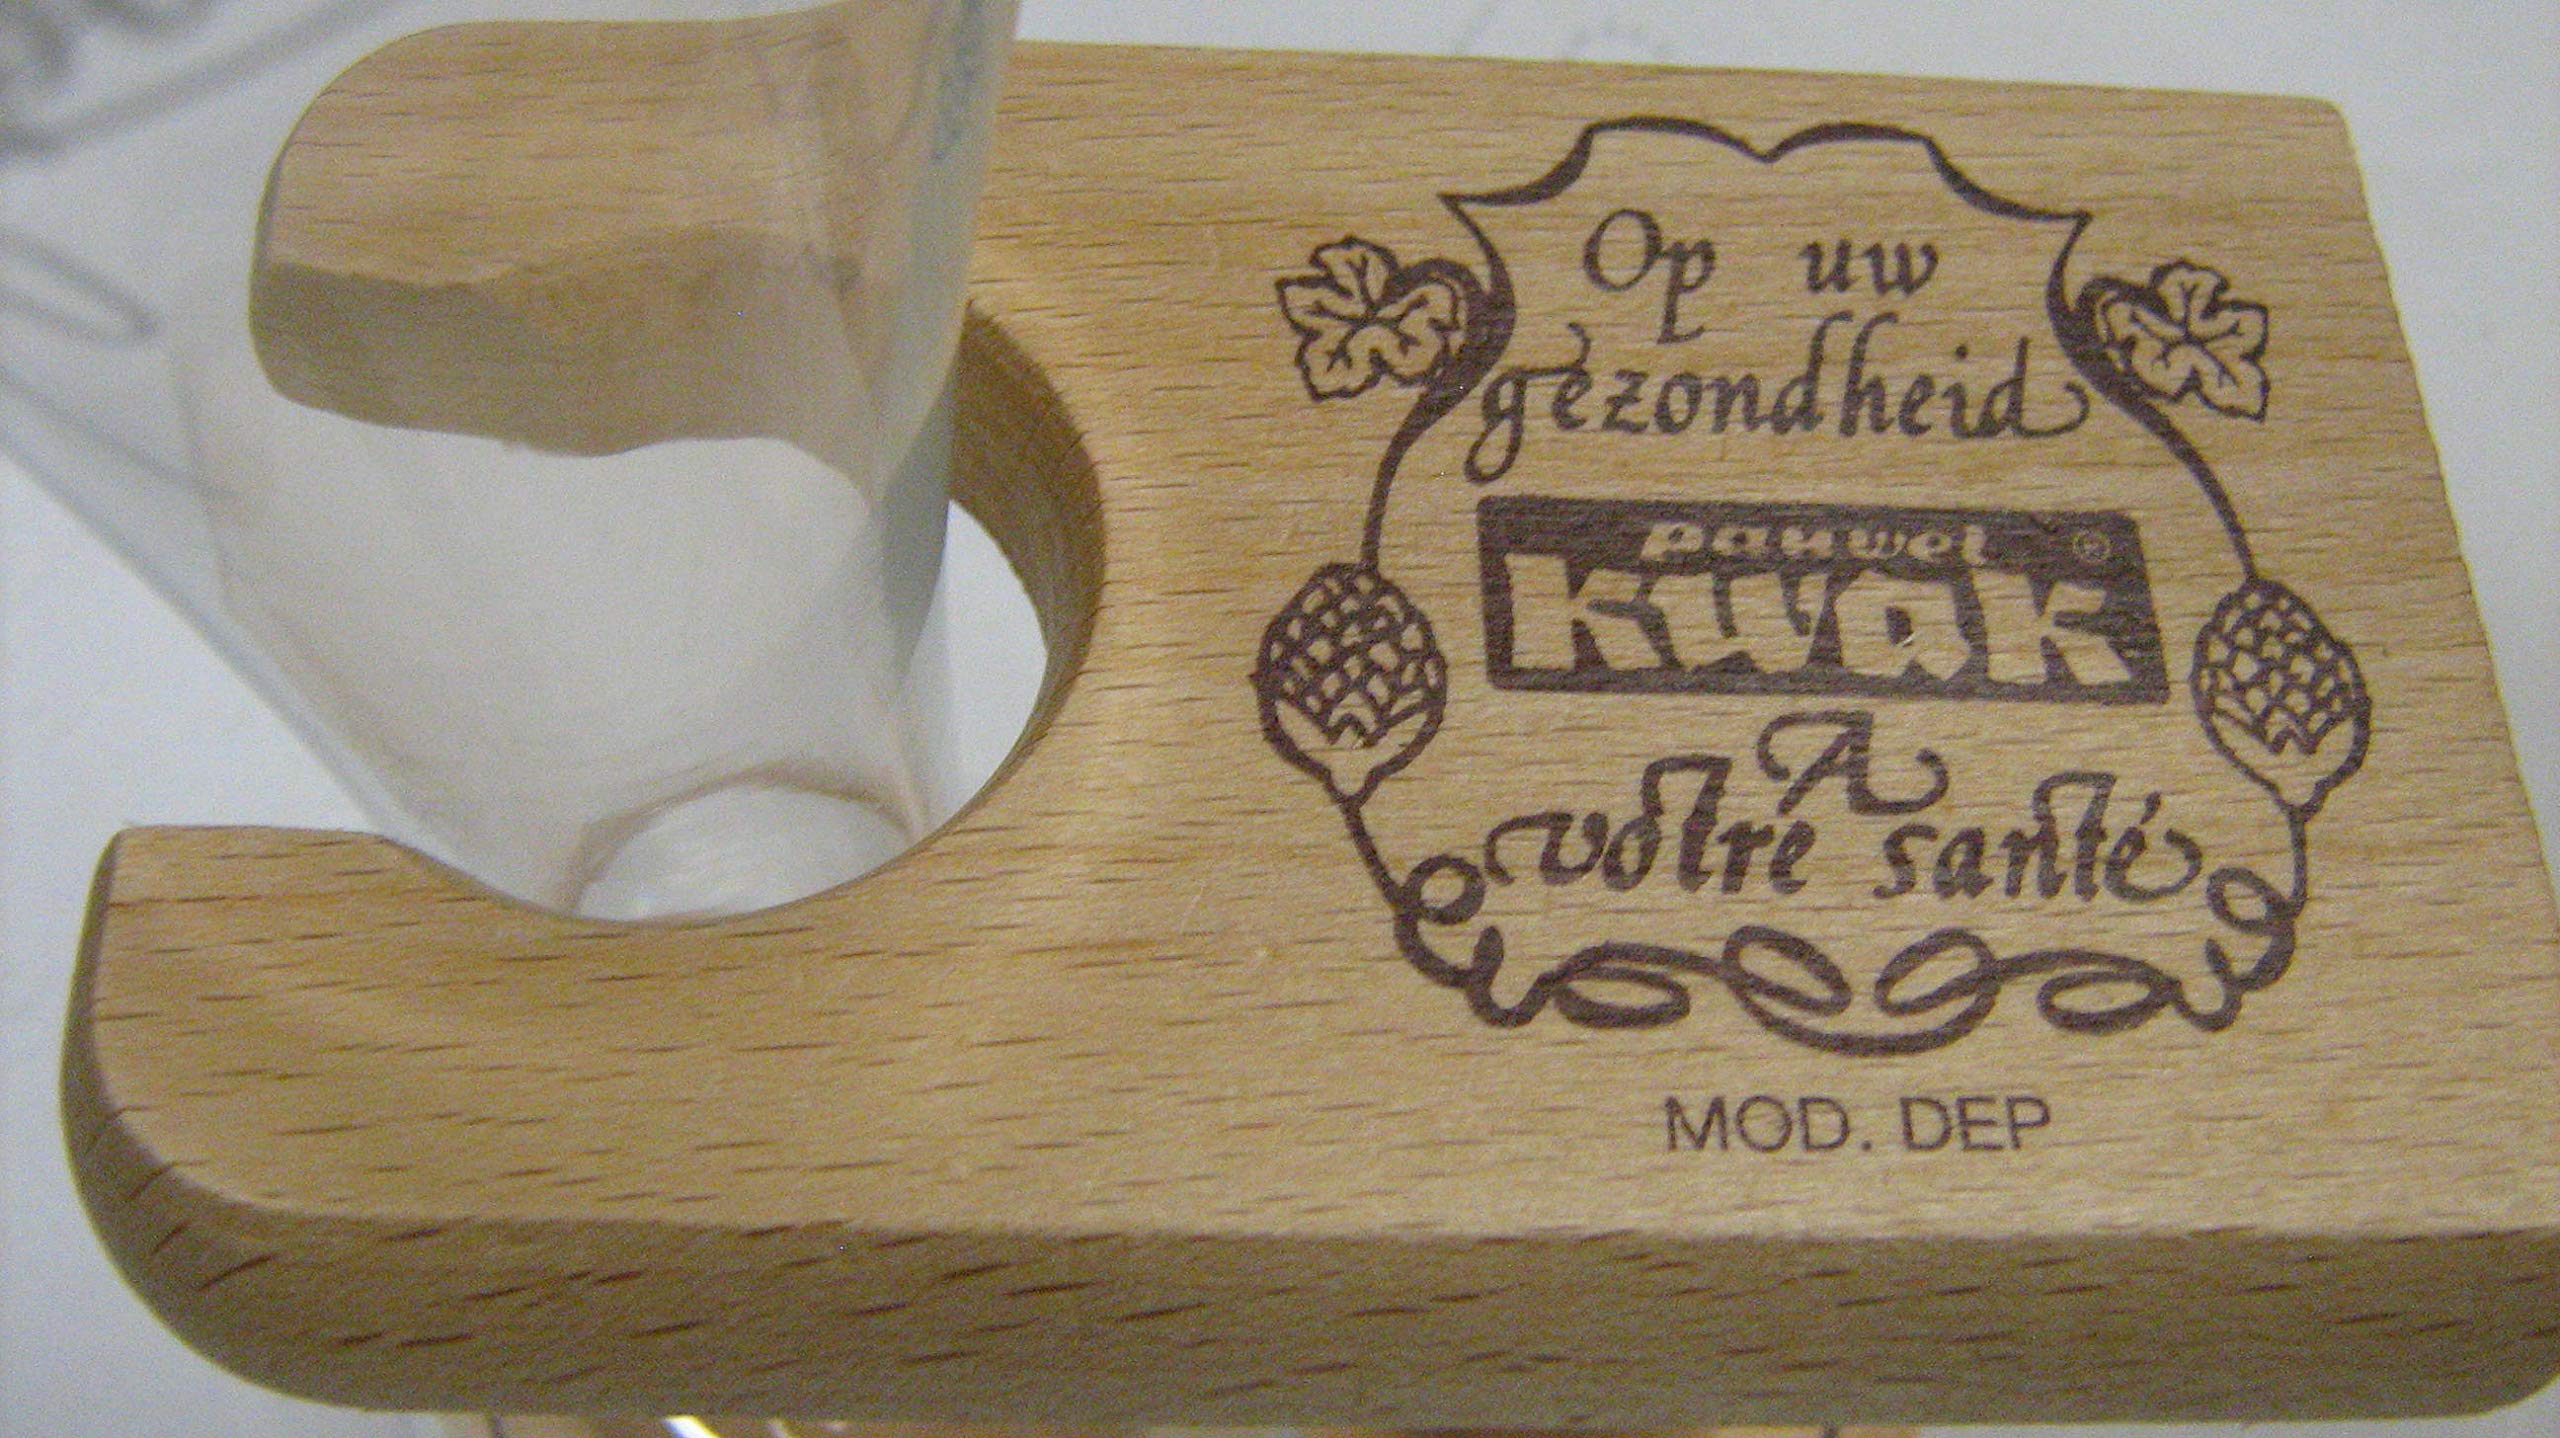 Op uw
gezondheid
pauwel ®
KWAK
A
votre santé
MOD. DEP